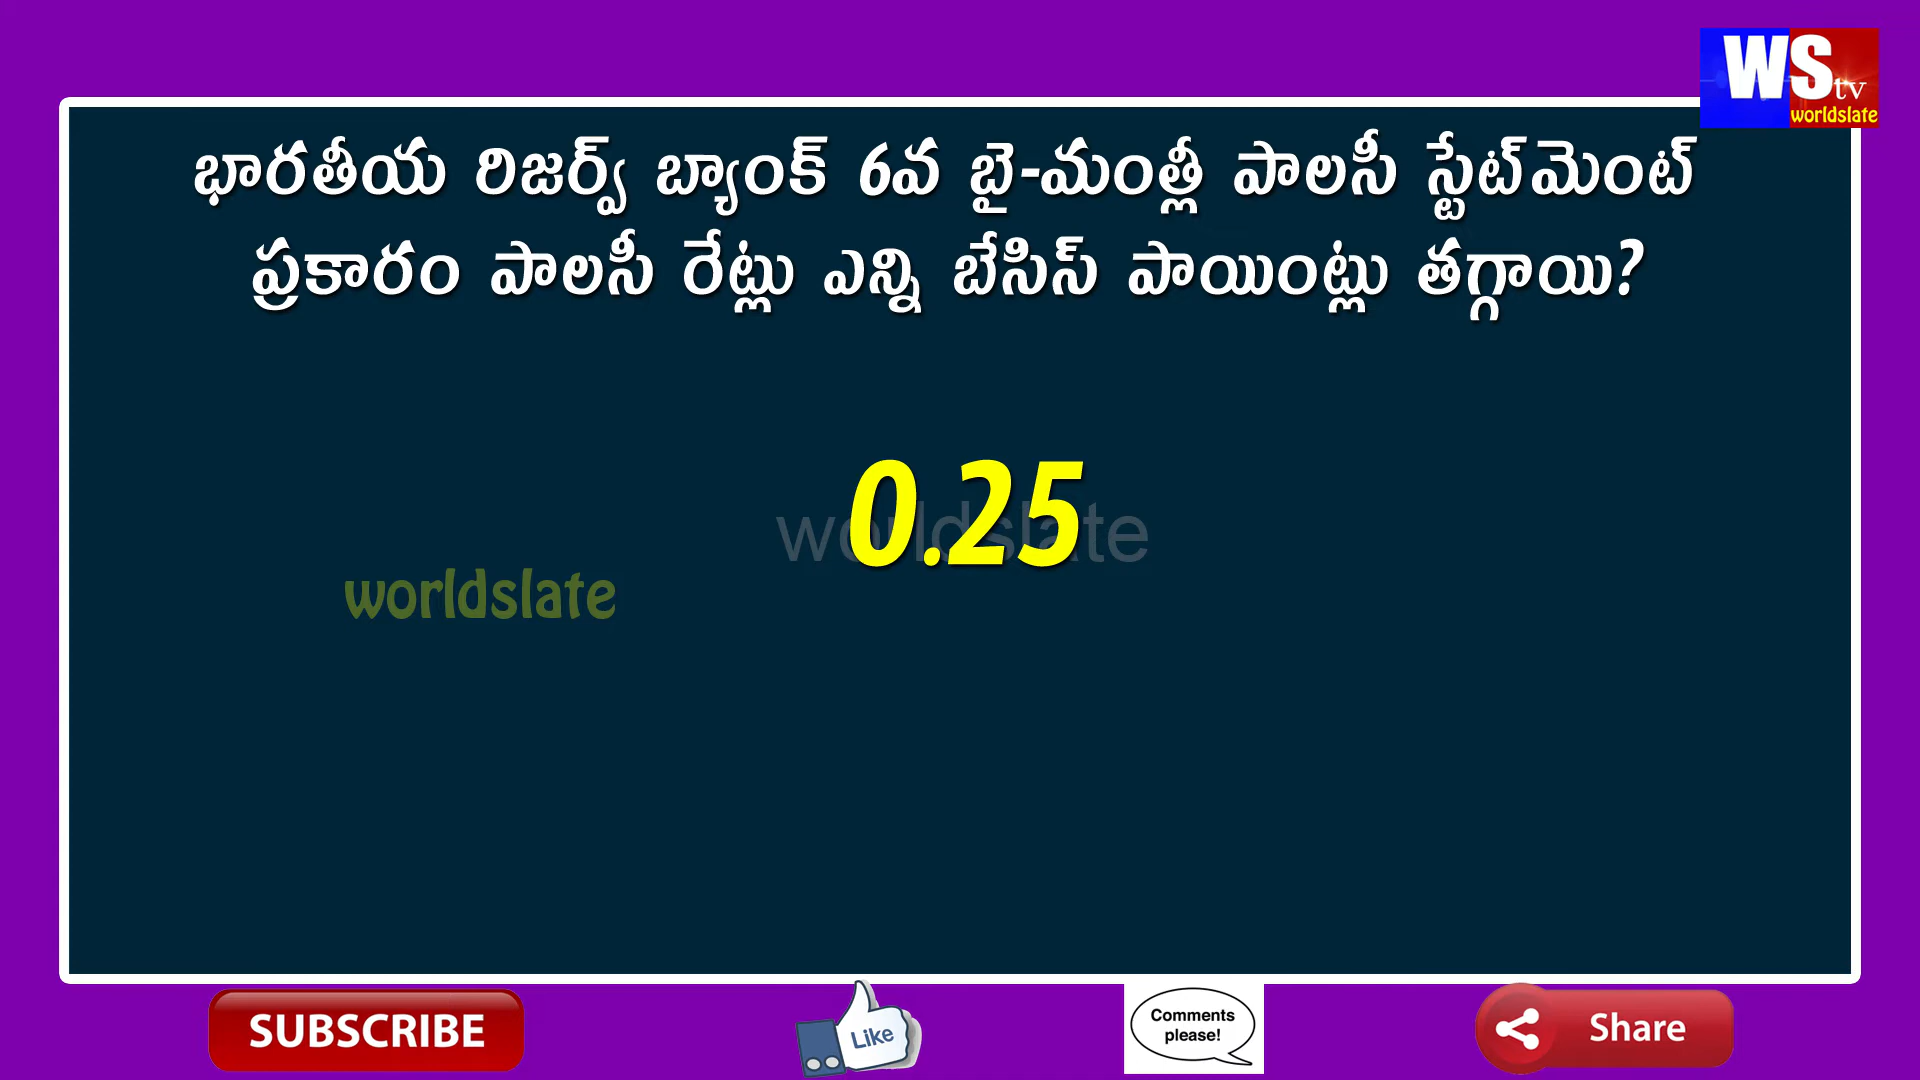 WS tv
worldslate
భారతీయ రిజర్వ్ బ్యాంక్ 6వ బై-మంత్లీ పాలసీ స్టేట్‌మెంట్
ప్రకారం పాలసీ రేట్లు ఎన్ని బేసిస్ పాయింట్లు తగ్గాయి?
0.25
worldslate
worldslate
SUBSCRIBE
Like
Comments
please!
Share